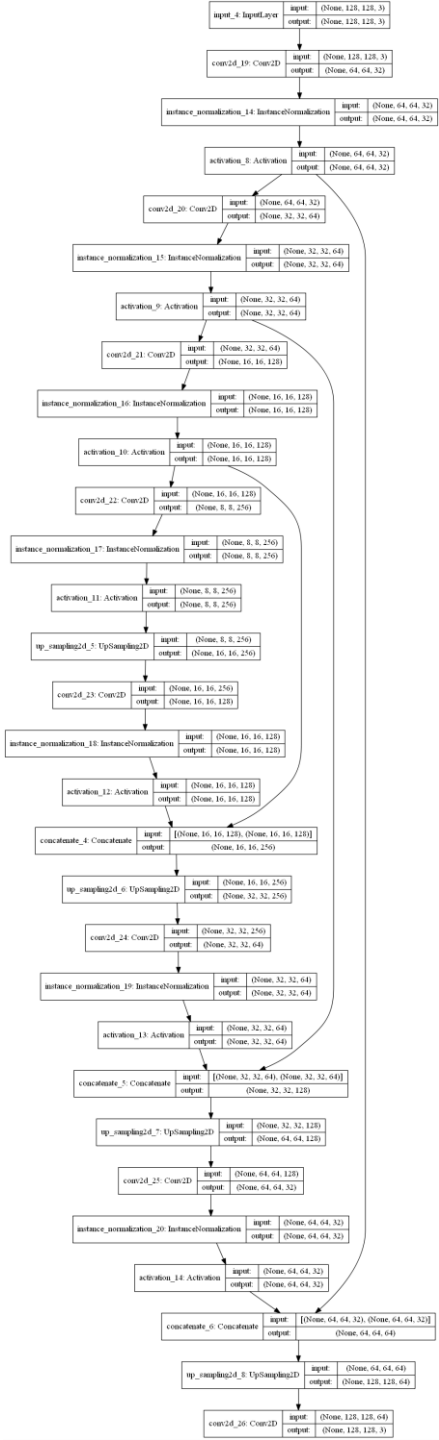 input_4: InputLayer input: (None, 128, 128, 3)
output: (None, 128, 128, 3)
conv2d_19: Conv2D input: (None, 128, 128, 3)
output: (None, 64, 64, 32)
instance_normalization_14: InstanceNormalization input: (None, 64, 64, 32)
output: (None, 64, 64, 32)
activation_8: Activation input: (None, 64, 64, 32)
output: (None, 64, 64, 32)
conv2d_20: Conv2D input: (None, 64, 64, 32)
output: (None, 32, 32, 64)
instance_normalization_15: InstanceNormalization input: (None, 32, 32, 64)
output: (None, 32, 32, 64)
activation_9: Activation input: (None, 32, 32, 64)
output: (None, 32, 32, 64)
conv2d_21: Conv2D input: (None, 32, 32, 64)
output: (None, 16, 16, 128)
instance_normalization_16: InstanceNormalization input: (None, 16, 16, 128)
output: (None, 16, 16, 128)
activation_10: Activation input: (None, 16, 16, 128)
output: (None, 16, 16, 128)
conv2d_22: Conv2D input: (None, 16, 16, 128)
output: (None, 8, 8, 256)
instance_normalization_17: InstanceNormalization input: (None, 8, 8, 256)
output: (None, 8, 8, 256)
activation_11: Activation input: (None, 8, 8, 256)
output: (None, 8, 8, 256)
up_sampling2d_5: UpSampling2D input: (None, 8, 8, 256)
output: (None, 16, 16, 256)
conv2d_23: Conv2D input: (None, 16, 16, 256)
output: (None, 16, 16, 128)
instance_normalization_18: InstanceNormalization input: (None, 16, 16, 128)
output: (None, 16, 16, 128)
activation_12: Activation input: (None, 16, 16, 128)
output: (None, 16, 16, 128)
concatenate_4: Concatenate input: [(None, 16, 16, 128), (None, 16, 16, 128)]
output: (None, 16, 16, 256)
up_sampling2d_6: UpSampling2D input: (None, 16, 16, 256)
output: (None, 32, 32, 256)
conv2d_24: Conv2D input: (None, 32, 32, 256)
output: (None, 32, 32, 64)
instance_normalization_19: InstanceNormalization input: (None, 32, 32, 64)
output: (None, 32, 32, 64)
activation_13: Activation input: (None, 32, 32, 64)
output: (None, 32, 32, 64)
concatenate_5: Concatenate input: [(None, 32, 32, 64), (None, 32, 32, 64)]
output: (None, 32, 32, 128)
up_sampling2d_7: UpSampling2D input: (None, 32, 32, 128)
output: (None, 64, 64, 128)
conv2d_25: Conv2D input: (None, 64, 64, 128)
output: (None, 64, 64, 32)
instance_normalization_20: InstanceNormalization input: (None, 64, 64, 32)
output: (None, 64, 64, 32)
activation_14: Activation input: (None, 64, 64, 32)
output: (None, 64, 64, 32)
concatenate_6: Concatenate input: [(None, 64, 64, 32), (None, 64, 64, 32)]
output: (None, 64, 64, 64)
up_sampling2d_8: UpSampling2D input: (None, 64, 64, 64)
output: (None, 128, 128, 64)
conv2d_26: Conv2D input: (None, 128, 128, 64)
output: (None, 128, 128, 3)